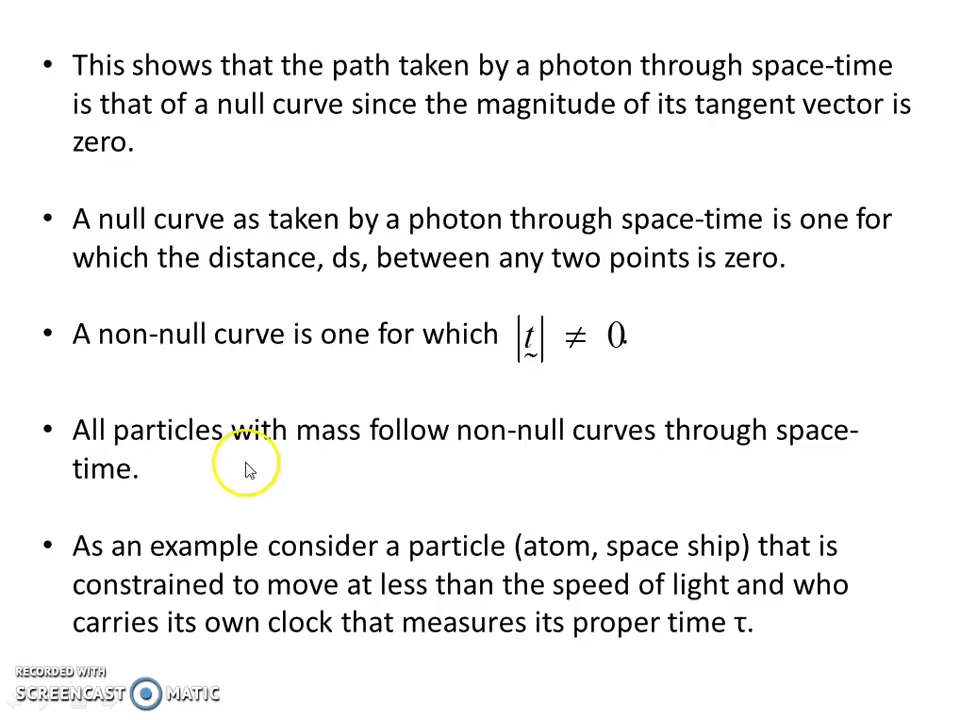 • This shows that the path taken by a photon through space-time
is that of a null curve since the magnitude of its tangent vector is
zero.
• A null curve as taken by a photon through space-time is one for
which the distance, ds, between any two points is zero.
• A non-null curve is one for which |t̰| ≠ 0.
• All particles with mass follow non-null curves through space-
time.
• As an example consider a particle (atom, space ship) that is
constrained to move at less than the speed of light and who
carries its own clock that measures its proper time τ.
RECORDED WITH
SCREENCAST MATIC